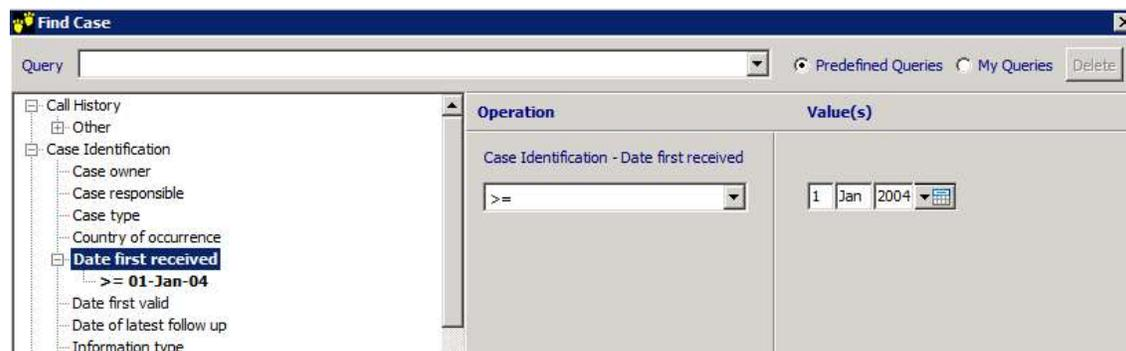 Find Case
Query
Predefined Queries
My Queries
Delete
Call History
Other
Case Identification
Case owner
Case responsible
Case type
Country of occurrence
Date first received
>= 01-Jan-04
Date first valid
Date of latest follow up
Information type
Operation
Value(s)
Case Identification - Date first received
>=
1 Jan 2004